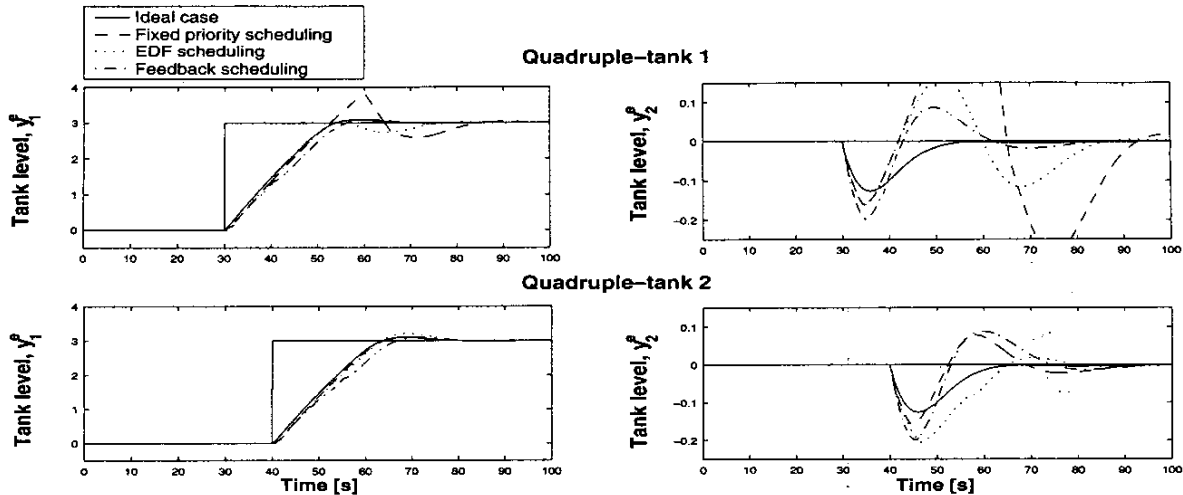 Ideal case
Fixed priority scheduling
EDF scheduling
Feedback scheduling
Quadruple–tank 1
Tank level, y₁ᵉ
4
3
2
1
0
0 10 20 30 40 50 60 70 80 90 100
Tank level, y₂ᵉ
0.1
0
−0.1
−0.2
0 10 20 30 40 50 60 70 80 90 100
Quadruple–tank 2
Tank level, y₁ᵉ
4
3
2
1
0
0 10 20 30 40 50 60 70 80 90 100
Time [s]
Tank level, y₂ᵉ
0.1
0
−0.1
−0.2
0 10 20 30 40 50 60 70 80 90 100
Time [s]